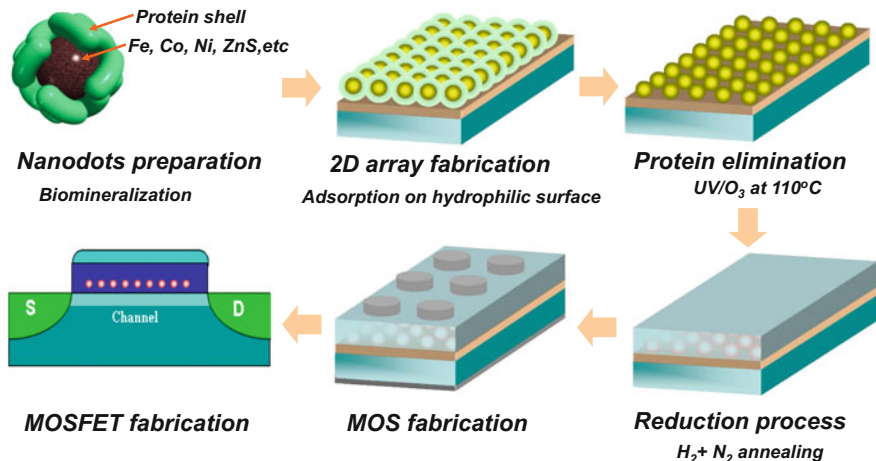 Protein shell
Fe, Co, Ni, ZnS,etc
Nanodots preparation
Biomineralization
2D array fabrication
Adsorption on hydrophilic surface
Protein elimination
UV/O₃ at 110°C
S
D
Channel
MOSFET fabrication
MOS fabrication
Reduction process
H₂+ N₂ annealing